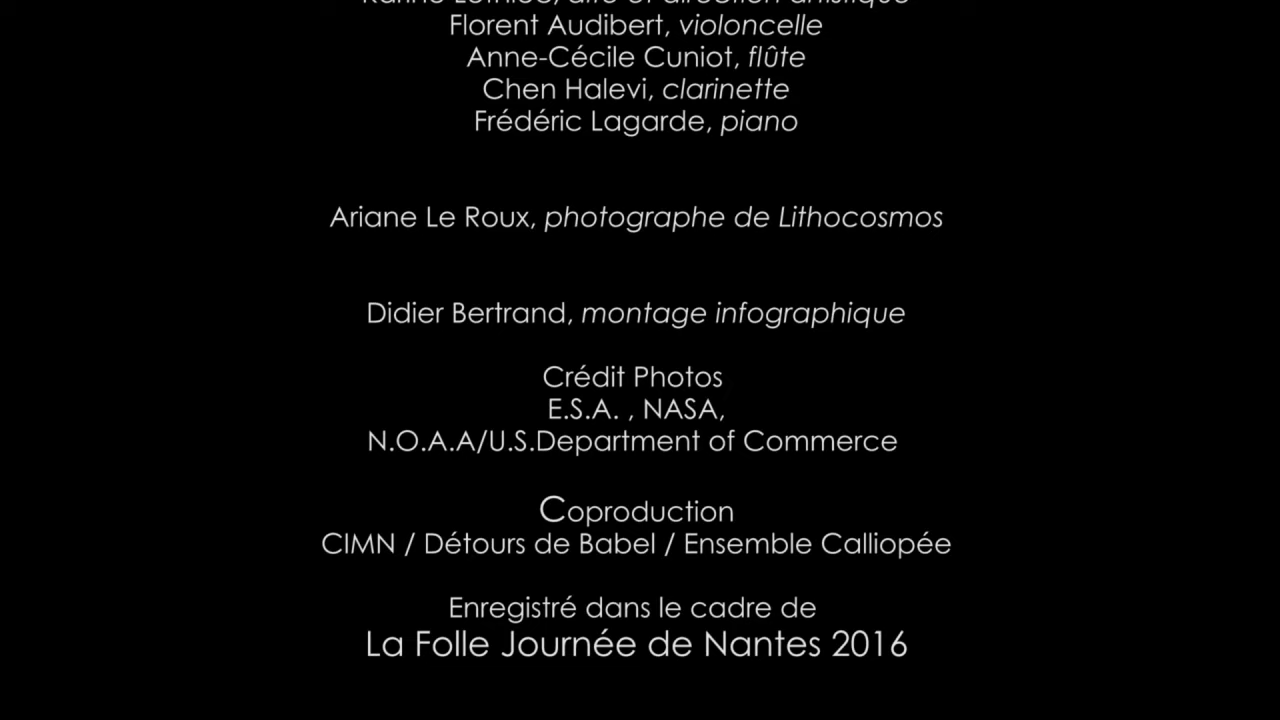 Florent Audibert, violoncelle
Anne-Cécile Cuniot, flûte
Chen Halevi, clarinette
Frédéric Lagarde, piano
Ariane Le Roux, photographe de Lithocosmos
Didier Bertrand, montage infographique
Crédit Photos
E.S.A. , NASA,
N.O.A.A/U.S.Department of Commerce
Coproduction
CIMN / Détours de Babel / Ensemble Calliopée
Enregistré dans le cadre de
La Folle Journée de Nantes 2016